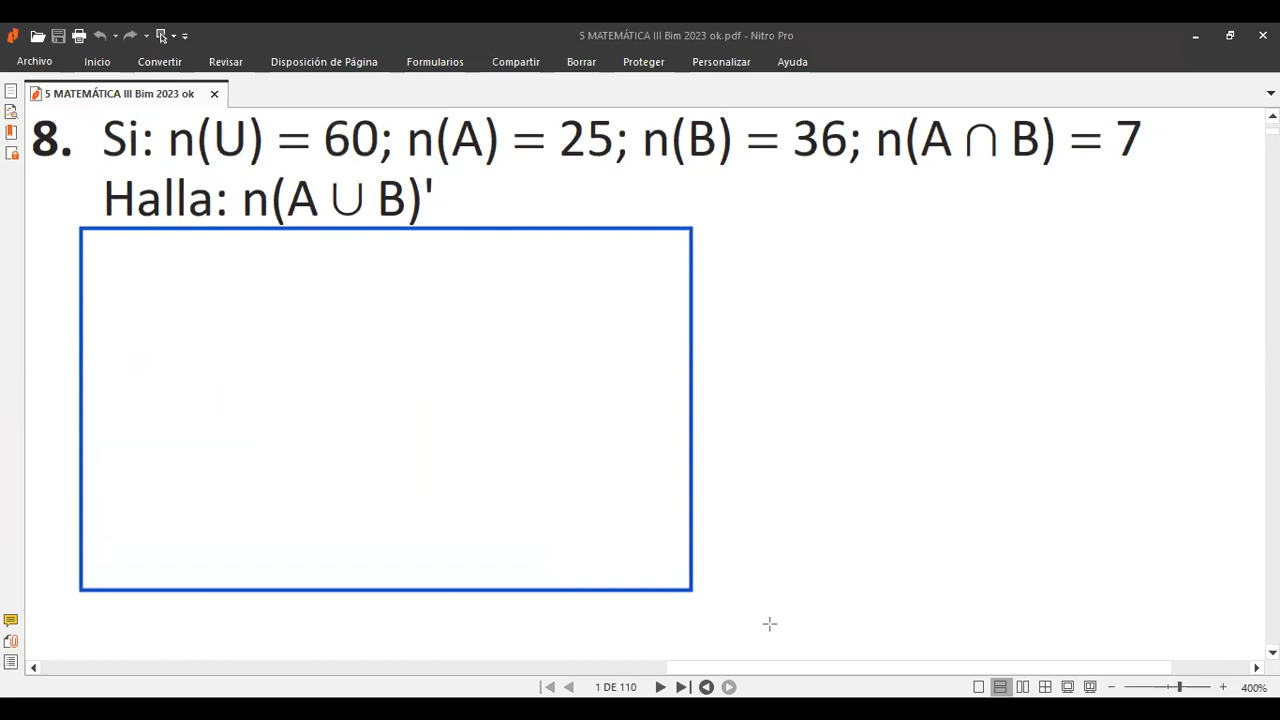 5 MATEMÁTICA III Bim 2023 ok.pdf - Nitro Pro
Archivo Inicio Convertir Revisar Disposición de Página Formularios Compartir Borrar Proteger Personalizar Ayuda
5 MATEMÁTICA III Bim 2023 ok
8. Si: n(U) = 60; n(A) = 25; n(B) = 36; n(A ∩ B) = 7
Halla: n(A ∪ B)'
1 DE 110
400%